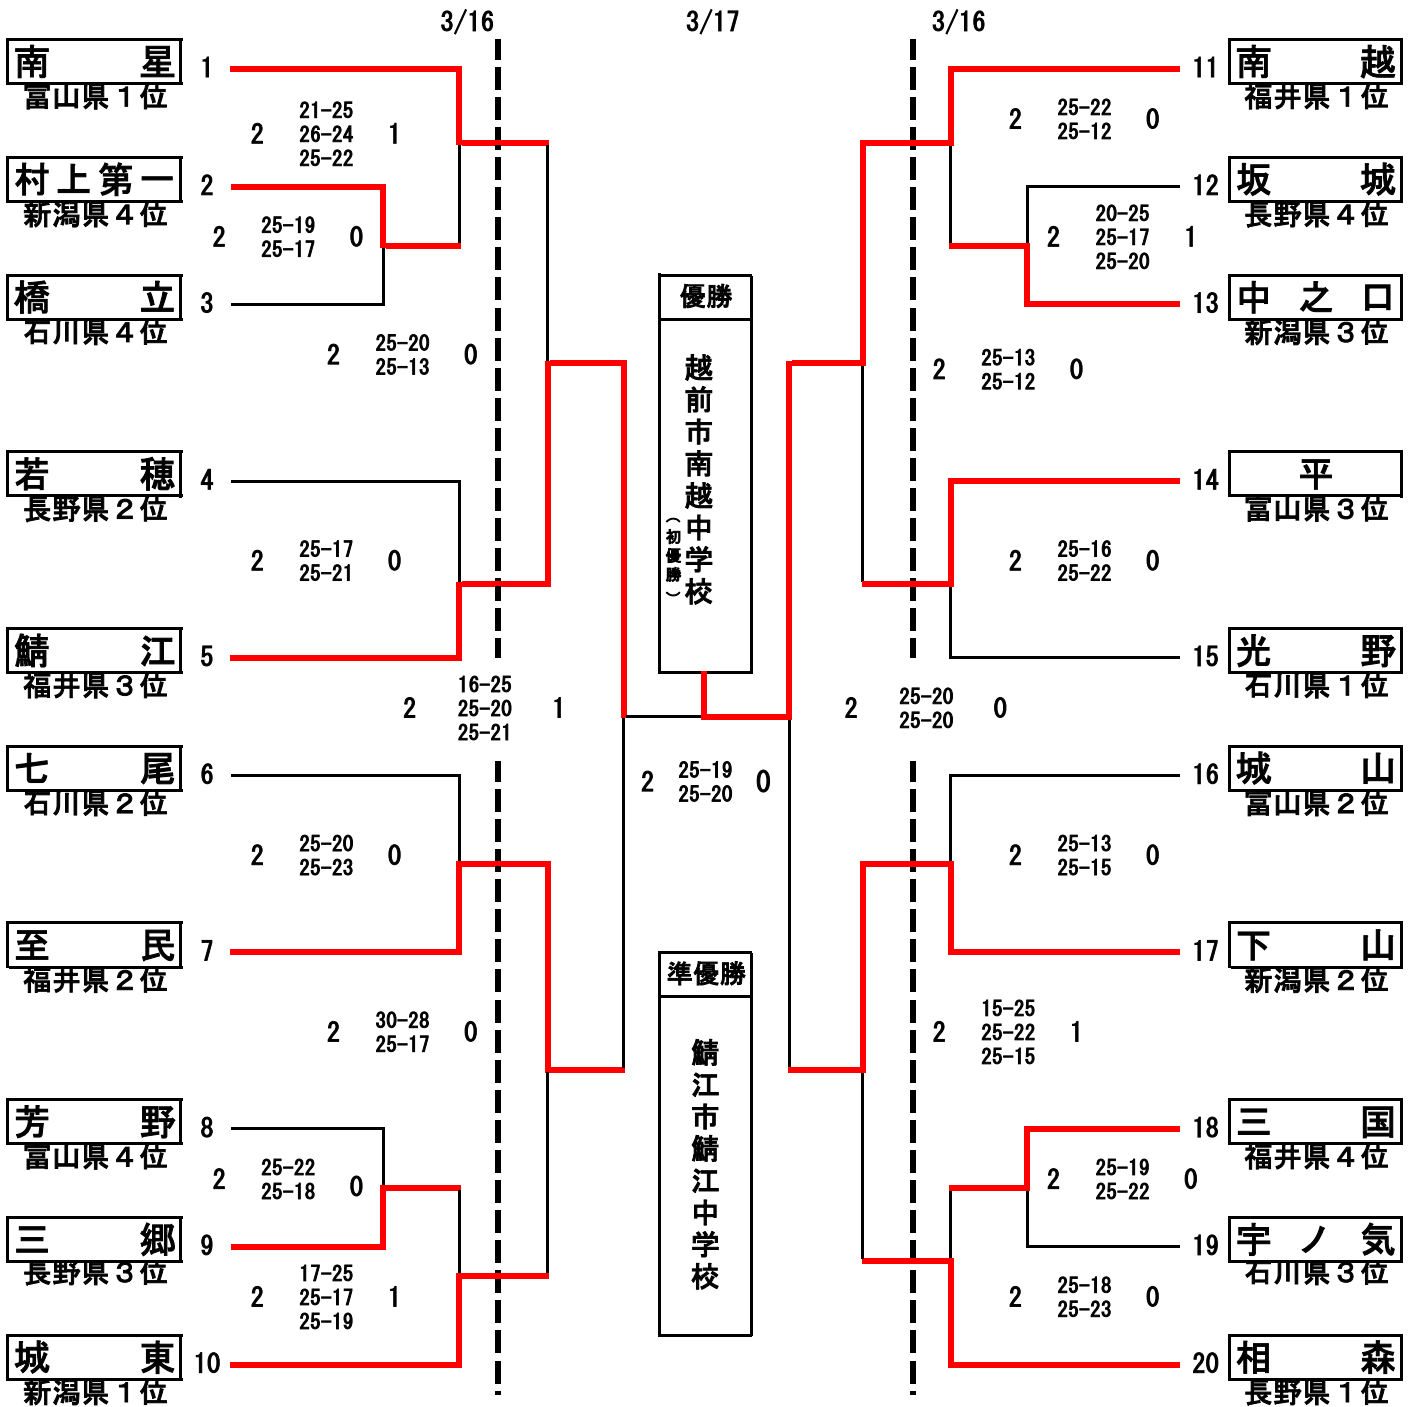 3/16
3/17
3/16
南星
1
富山県1位
2
21-25
26-24
25-22
1
村上第一
2
新潟県4位
2
25-19
25-17
0
橋立
3
石川県4位
2
25-20
25-13
0
若穂
4
長野県2位
2
25-17
25-21
0
鯖江
5
福井県3位
2
16-25
25-20
25-21
1
七尾
6
石川県2位
2
25-20
25-23
0
至民
7
福井県2位
2
30-28
25-17
0
芳野
8
富山県4位
2
25-22
25-18
0
三郷
9
長野県3位
2
17-25
25-17
25-19
1
城東
10
新潟県1位
優勝
越前市南越中学校
(初優勝)
2
25-19
25-20
0
準優勝
鯖江市鯖江中学校
11
南越
福井県1位
2
25-22
25-12
0
12
坂城
長野県4位
2
20-25
25-17
25-20
1
13
中之口
新潟県3位
2
25-13
25-12
0
14
平
富山県3位
2
25-16
25-22
0
15
光野
石川県1位
2
25-20
25-20
0
16
城山
富山県2位
2
25-13
25-15
0
17
下山
新潟県2位
2
15-25
25-22
25-15
1
18
三国
福井県4位
2
25-19
25-22
0
19
宇ノ気
石川県3位
2
25-18
25-23
0
20
相森
長野県1位